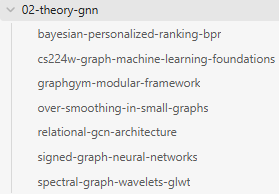 02-theory-gnn
bayesian-personalized-ranking-bpr
cs224w-graph-machine-learning-foundations
graphgym-modular-framework
over-smoothing-in-small-graphs
relational-gcn-architecture
signed-graph-neural-networks
spectral-graph-wavelets-glwt